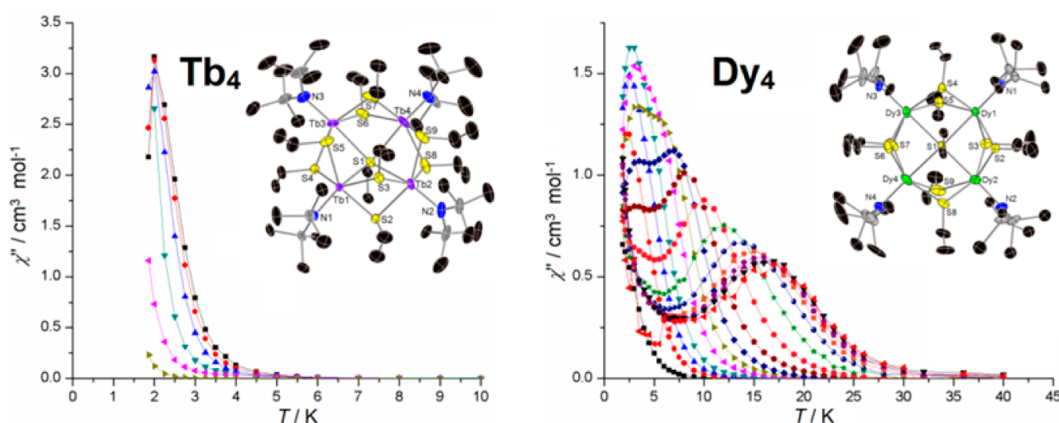 3.5
3.0
2.5
2.0
1.5
1.0
0.5
0.0
0 1 2 3 4 5 6 7 8 9 10
T / K
χ'' / cm³ mol⁻¹
Tb₄
N3
N4
S7
Tb4
Tb3
S6
S9
S5
S8
S1
S4
S3
Tb1
Tb2
N1
S2
N2
1.5
1.0
0.5
0.0
0 5 10 15 20 25 30 35 40 45
T / K
χ'' / cm³ mol⁻¹
Dy₄
S4
N3
N1
S5
Dy3
Dy1
S7
S1
S3
S6
S2
Dy4
S9
Dy2
N4
S8
N2